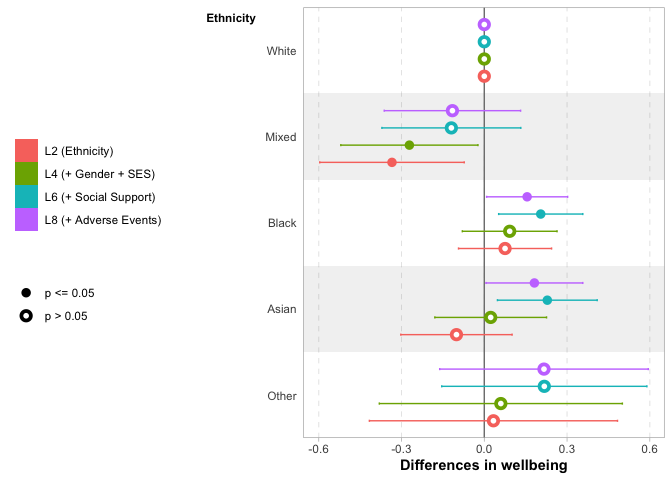 Ethnicity
White
Mixed
Black
Asian
Other
L2 (Ethnicity)
L4 (+ Gender + SES)
L6 (+ Social Support)
L8 (+ Adverse Events)
p <= 0.05
p > 0.05
-0.6 -0.3 0.0 0.3 0.6
Differences in wellbeing